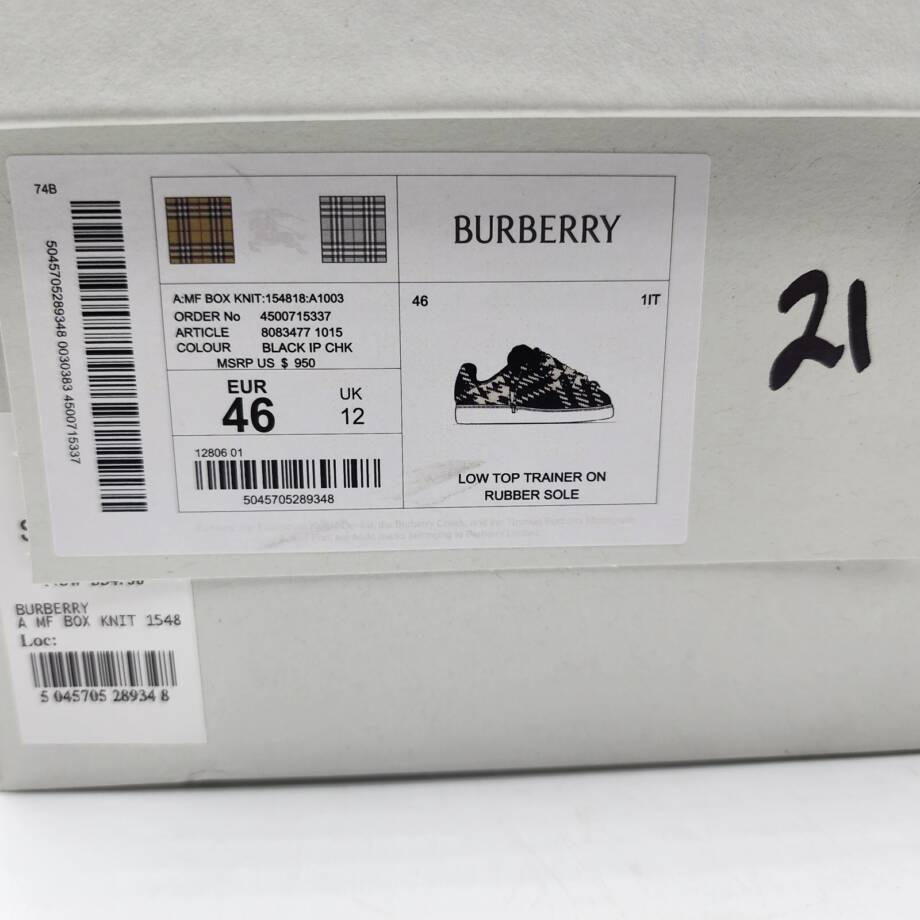 74B
5045705289348 0030383 4500715337
A:MF BOX KNIT:154818:A1003
ORDER No 4500715337
ARTICLE 8083477 1015
COLOUR BLACK IP CHK
MSRP US $ 950
EUR
46
UK
12
12806 01
5045705289348
BURBERRY
46 1IT
LOW TOP TRAINER ON
RUBBER SOLE
21
BURBERRY
A MF BOX KNIT 1548
Loc:
5 045705 28934 8